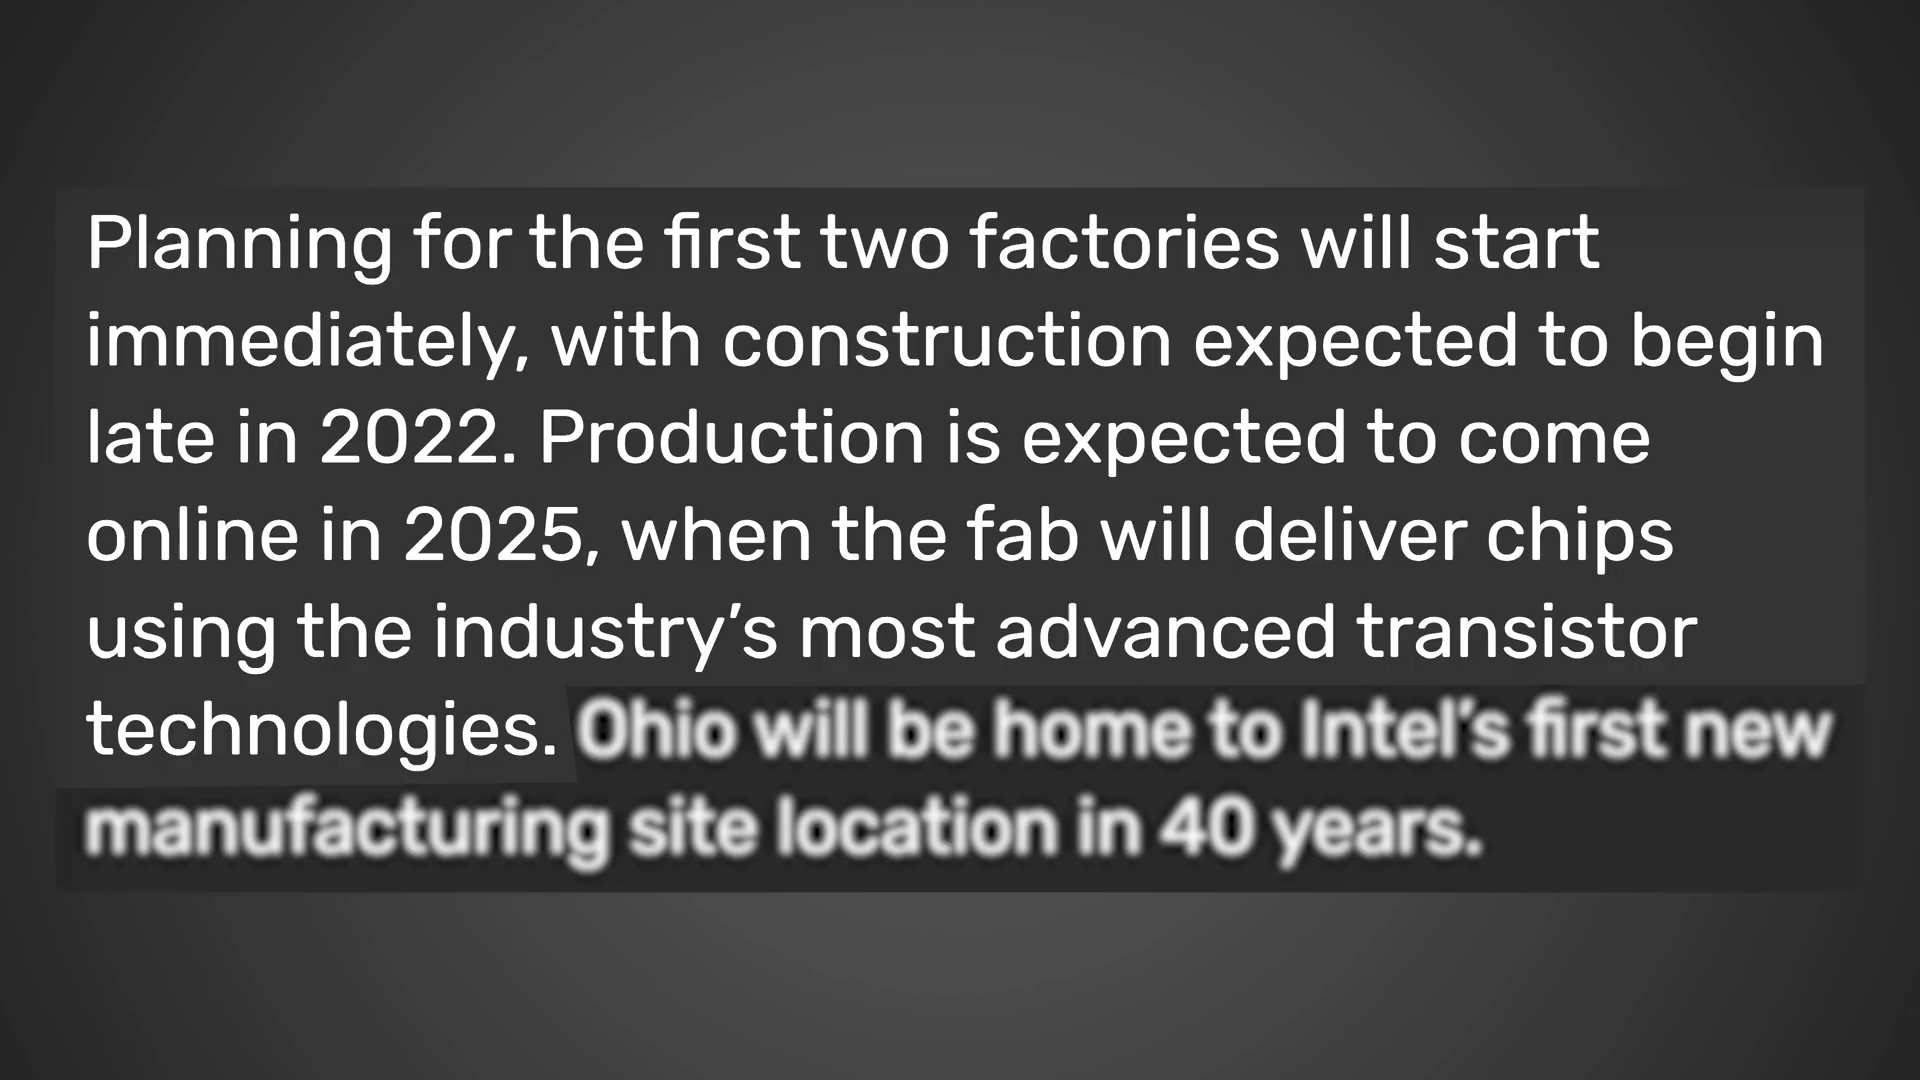 Planning for the first two factories will start
immediately, with construction expected to begin
late in 2022. Production is expected to come
online in 2025, when the fab will deliver chips
using the industry’s most advanced transistor
technologies. Ohio will be home to Intel’s first new
manufacturing site location in 40 years.